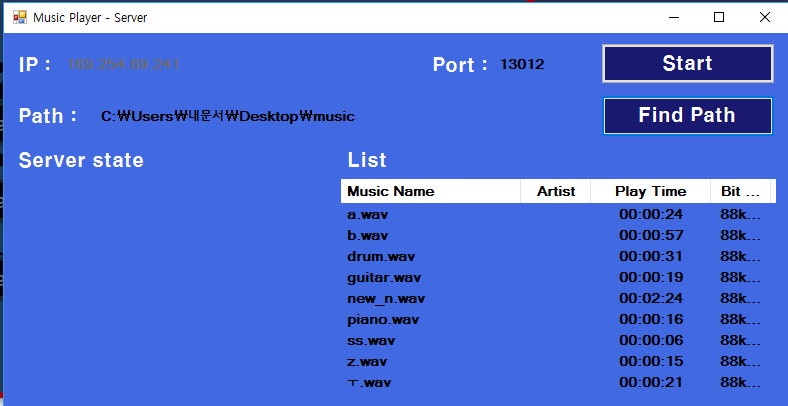 Music Player - Server
IP : 169.254.69.241 Port : 13012 Start
Path : C:₩Users₩내문서₩Desktop₩music Find Path
Server state List
Music Name Artist Play Time Bit ...
a.wav 00:00:24 88k...
b.wav 00:00:57 88k...
drum.wav 00:00:31 88k...
guitar.wav 00:00:19 88k...
new_n.wav 00:02:24 88k...
piano.wav 00:00:16 88k...
ss.wav 00:00:06 88k...
z.wav 00:00:15 88k...
ㅜ.wav 00:00:21 88k...